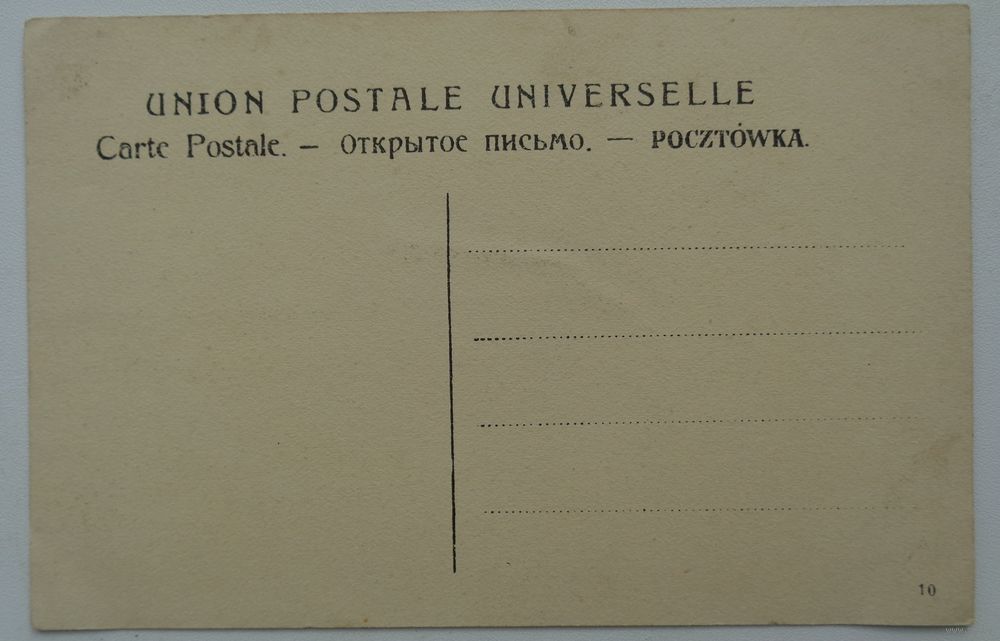 UNION POSTALE UNIVERSELLE
Carte Postale. — Открытое письмо. — POCZTÓWKA.
10